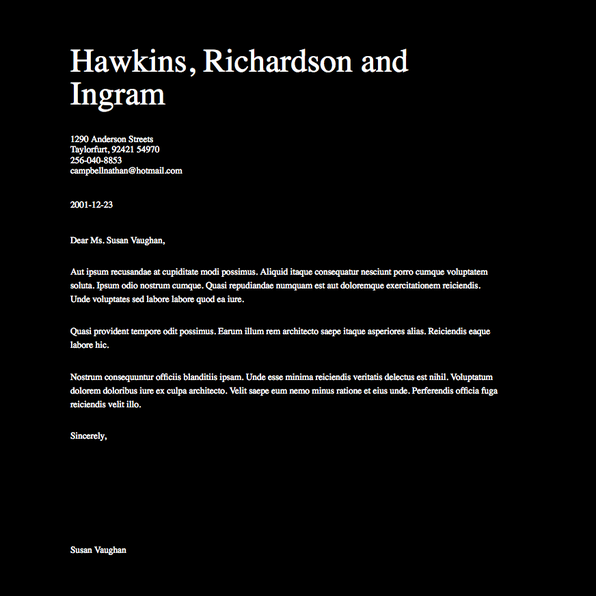 Hawkins, Richardson and
Ingram
1290 Anderson Streets
Taylorfurt, 92421 54970
256-040-8853
campbellnathan@hotmail.com
2001-12-23
Dear Ms. Susan Vaughan,
Aut ipsum recusandae at cupiditate modi possimus. Aliquid itaque consequatur nesciunt porro cumque voluptatem
soluta. Ipsum odio nostrum cumque. Quasi repudiandae numquam est aut doloremque exercitationem reiciendis.
Unde voluptates sed labore labore quod ea iure.
Quasi provident tempore odit possimus. Earum illum rem architecto saepe itaque asperiores alias. Reiciendis eaque
labore hic.
Nostrum consequuntur officiis blanditiis ipsam. Unde esse minima reiciendis veritatis delectus est nihil. Voluptatum
dolorem doloribus iure ex culpa architecto. Velit saepe eum nemo minus ratione et eius unde. Perferendis officia fuga
reiciendis velit illo.
Sincerely,
Susan Vaughan